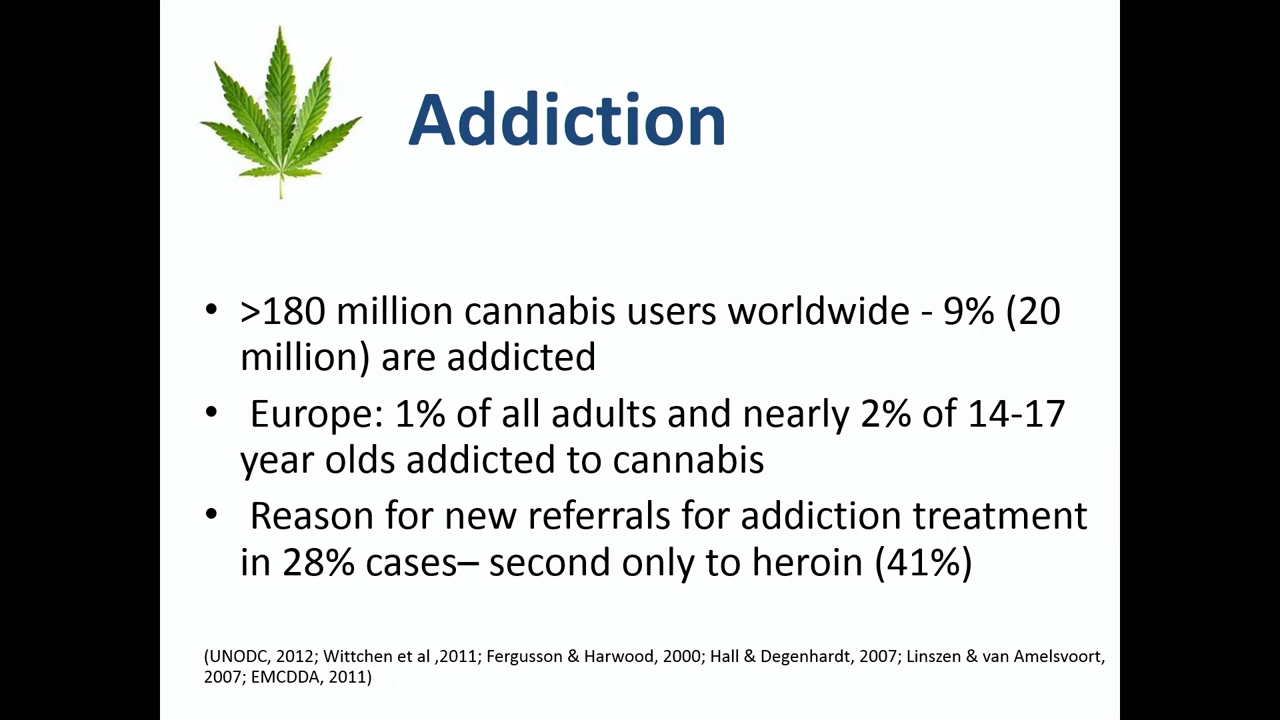 Addiction
• >180 million cannabis users worldwide - 9% (20
million) are addicted
• Europe: 1% of all adults and nearly 2% of 14-17
year olds addicted to cannabis
• Reason for new referrals for addiction treatment
in 28% cases– second only to heroin (41%)
(UNODC, 2012; Wittchen et al ,2011; Fergusson & Harwood, 2000; Hall & Degenhardt, 2007; Linszen & van Amelsvoort,
2007; EMCDDA, 2011)